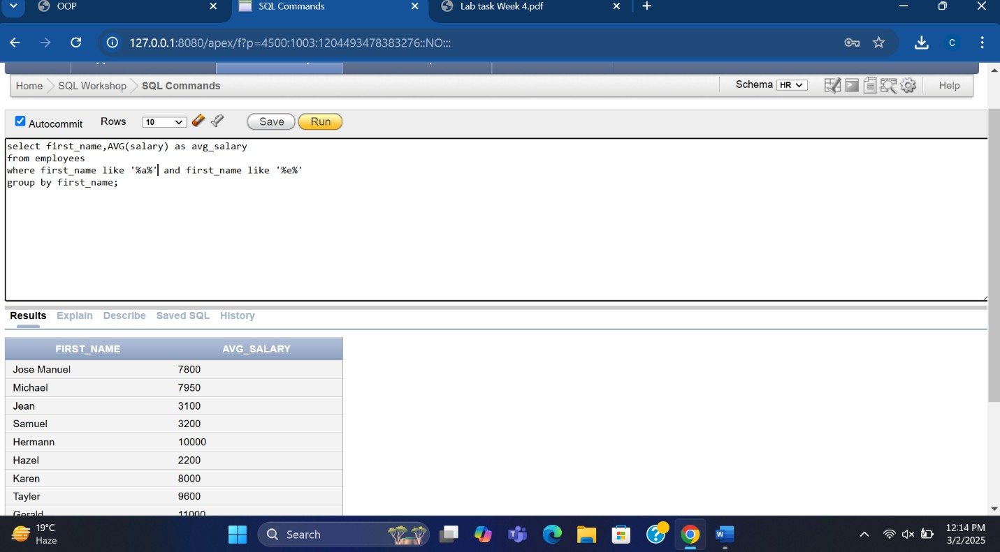 OOP
SQL Commands
Lab task Week 4.pdf
127.0.0.1:8080/apex/f?p=4500:1003:1204493478383276::NO:::
C
Home SQL Workshop SQL Commands
Schema HR
Help
Autocommit Rows 10 Save Run
select first_name,AVG(salary) as avg_salary
from employees
where first_name like '%a%' and first_name like '%e%'
group by first_name;
Results Explain Describe Saved SQL History
FIRST_NAME AVG_SALARY
Jose Manuel 7800
Michael 7950
Jean 3100
Samuel 3200
Hermann 10000
Hazel 2200
Karen 8000
Tayler 9600
Gerald 11000
19°C
Haze
Search
12:14 PM
3/2/2025